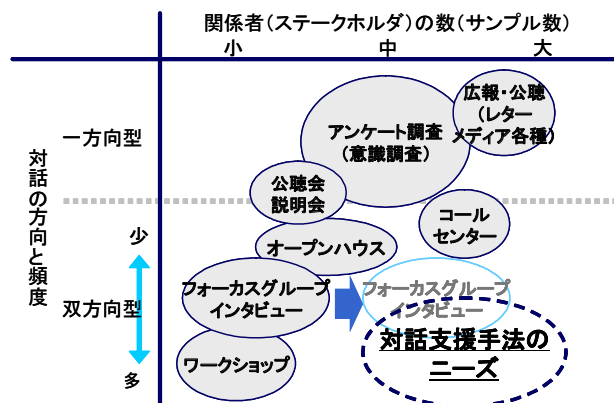 関係者(ステークホルダ)の数(サンプル数)
小 中 大
対話の方向と頻度
一方向型
広報・公聴
(レター
メディア各種)
アンケート調査
(意識調査)
公聴会
説明会
コール
センター
少
オープンハウス
双方向型
フォーカスグループ
インタビュー
フォーカスグループ
インタビュー
対話支援手法の
ニーズ
ワークショップ
多